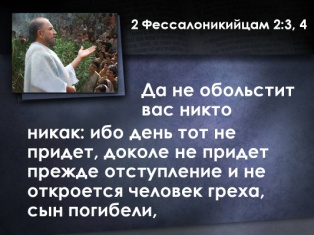 2 Фессалоникийцам 2:3, 4
Да не обольстит
вас никто
никак: ибо день тот не
придет, доколе не придет
прежде отступление и не
откроется человек греха,
сын погибели,